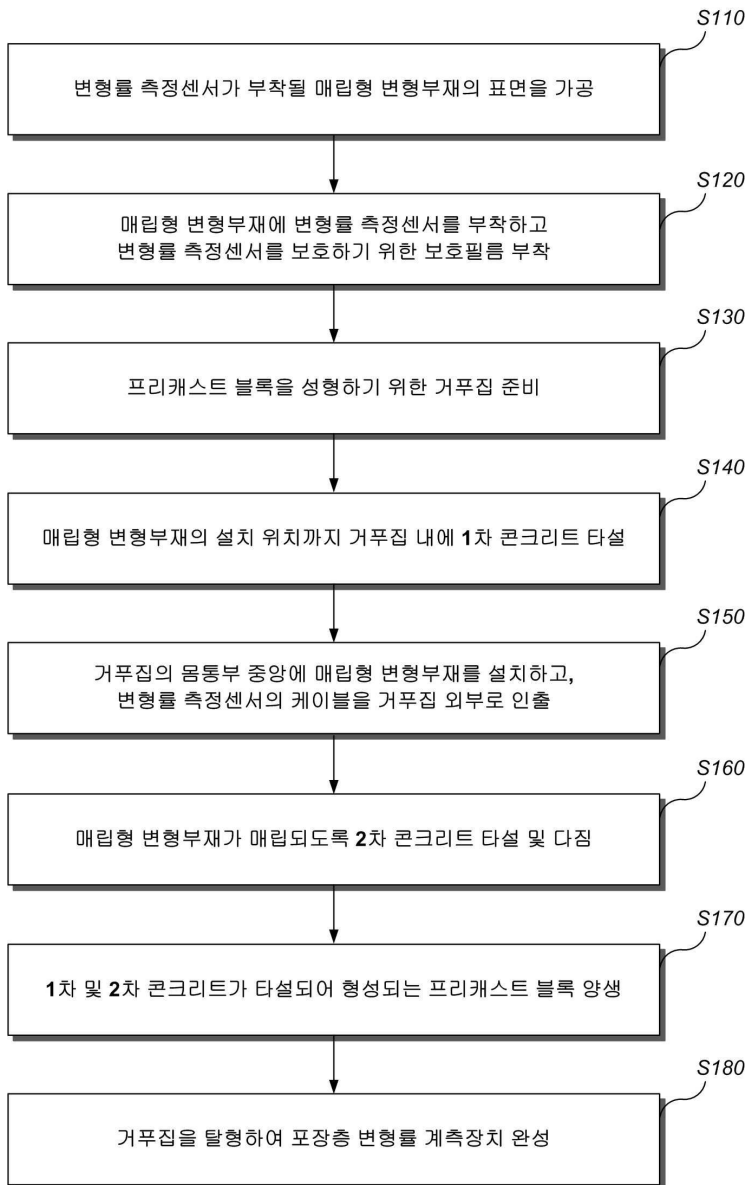 S110
변형률 측정센서가 부착될 매립형 변형부재의 표면을 가공
S120
매립형 변형부재에 변형률 측정센서를 부착하고
변형률 측정센서를 보호하기 위한 보호필름 부착
S130
프리캐스트 블록을 성형하기 위한 거푸집 준비
S140
매립형 변형부재의 설치 위치까지 거푸집 내에 1차 콘크리트 타설
S150
거푸집의 몸통부 중앙에 매립형 변형부재를 설치하고,
변형률 측정센서의 케이블을 거푸집 외부로 인출
S160
매립형 변형부재가 매립되도록 2차 콘크리트 타설 및 다짐
S170
1차 및 2차 콘크리트가 타설되어 형성되는 프리캐스트 블록 양생
S180
거푸집을 탈형하여 포장층 변형률 계측장치 완성